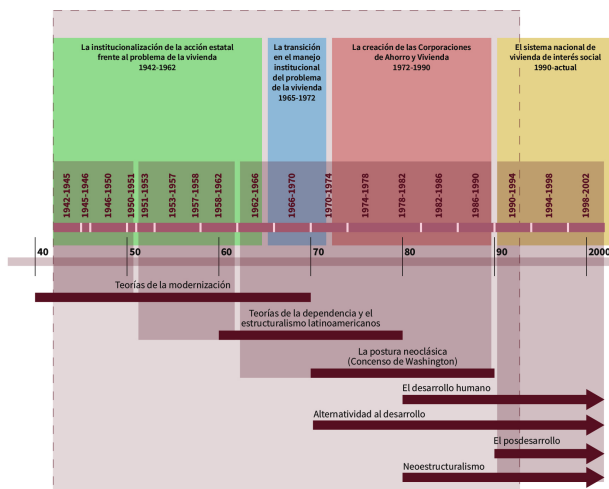 La institucionalización de la acción estatal
frente al problema de la vivienda
1942-1962
La transición
en el manejo
institucional
del problema
de la vivienda
1965-1972
La creación de las Corporaciones
de Ahorro y Vivienda
1972-1990
El sistema nacional de
vivienda de interés social
1990-actual
1942-1945
1945-1946
1946-1950
1950-1951
1951-1953
1953-1957
1957-1958
1958-1962
1962-1966
1966-1970
1970-1974
1974-1978
1978-1982
1982-1986
1986-1990
1990-1994
1994-1998
1998-2002
40
50
60
70
80
90
2000
Teorías de la modernización
Teorías de la dependencia y el
estructuralismo latinoamericanos
La postura neoclásica
(Concenso de Washington)
El desarrollo humano
Alternatividad al desarrollo
El posdesarrollo
Neoestructuralismo